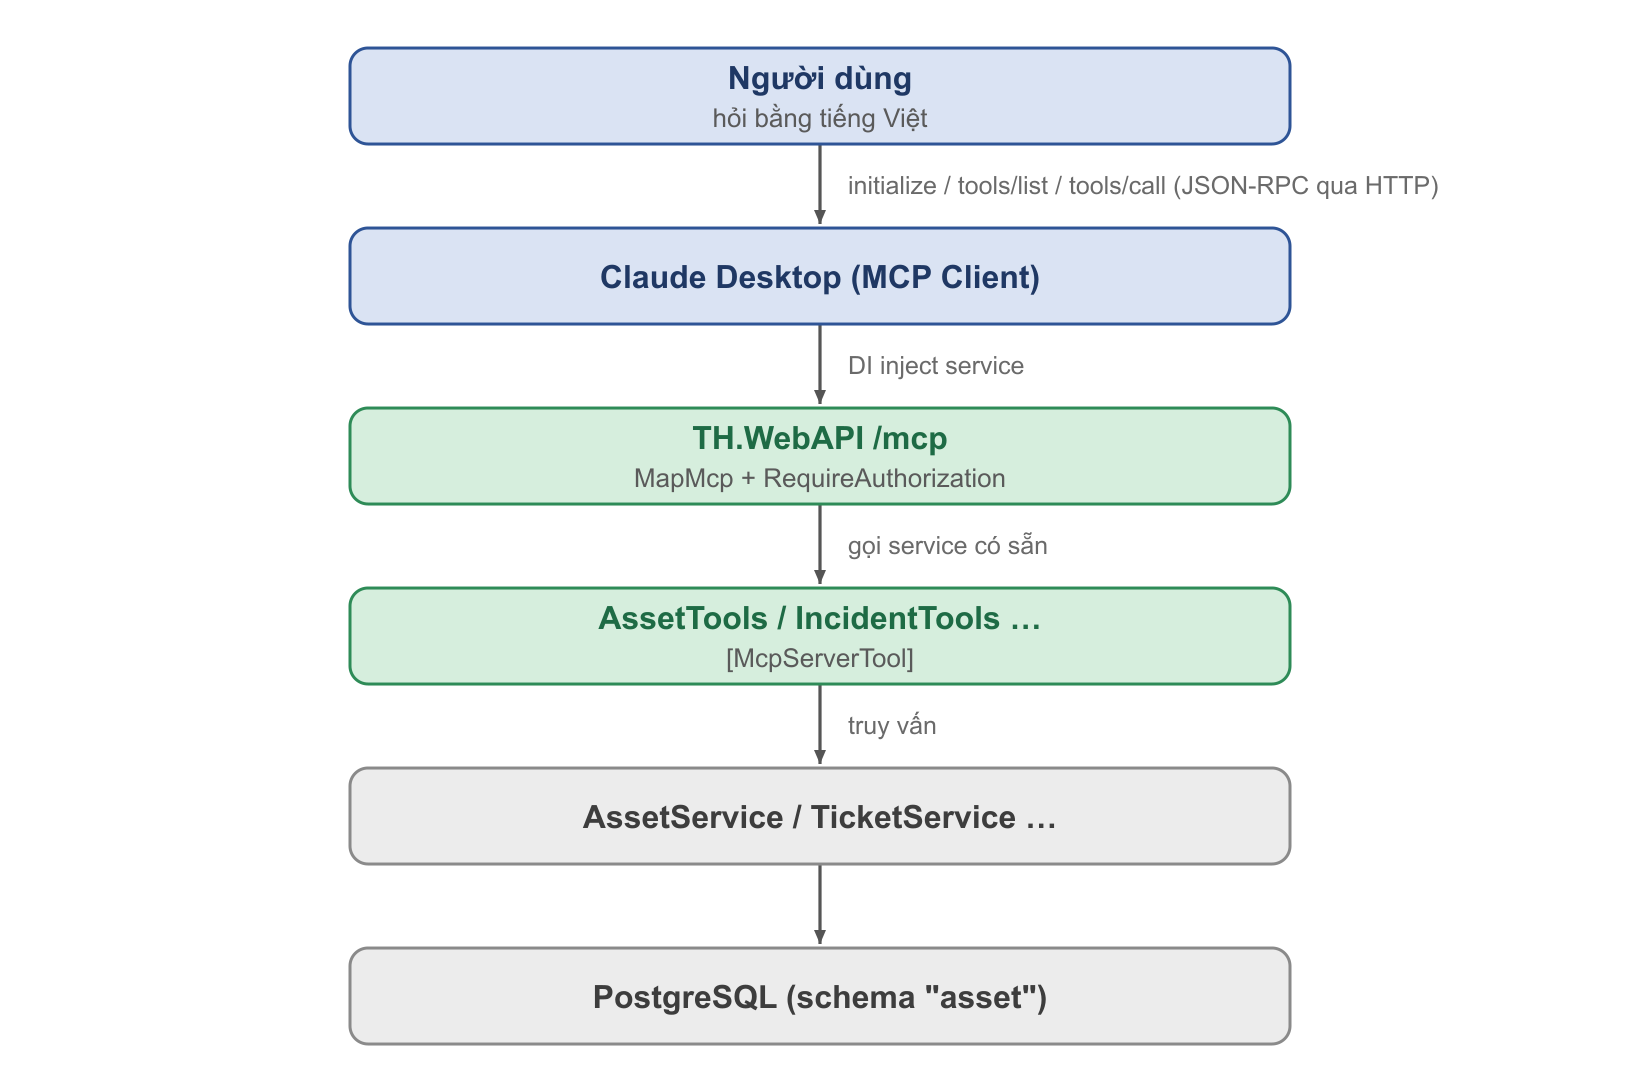 Người dùng
hỏi bằng tiếng Việt
initialize / tools/list / tools/call (JSON-RPC qua HTTP)
Claude Desktop (MCP Client)
DI inject service
TH.WebAPI /mcp
MapMcp + RequireAuthorization
gọi service có sẵn
AssetTools / IncidentTools …
[McpServerTool]
truy vấn
AssetService / TicketService …
PostgreSQL (schema "asset")